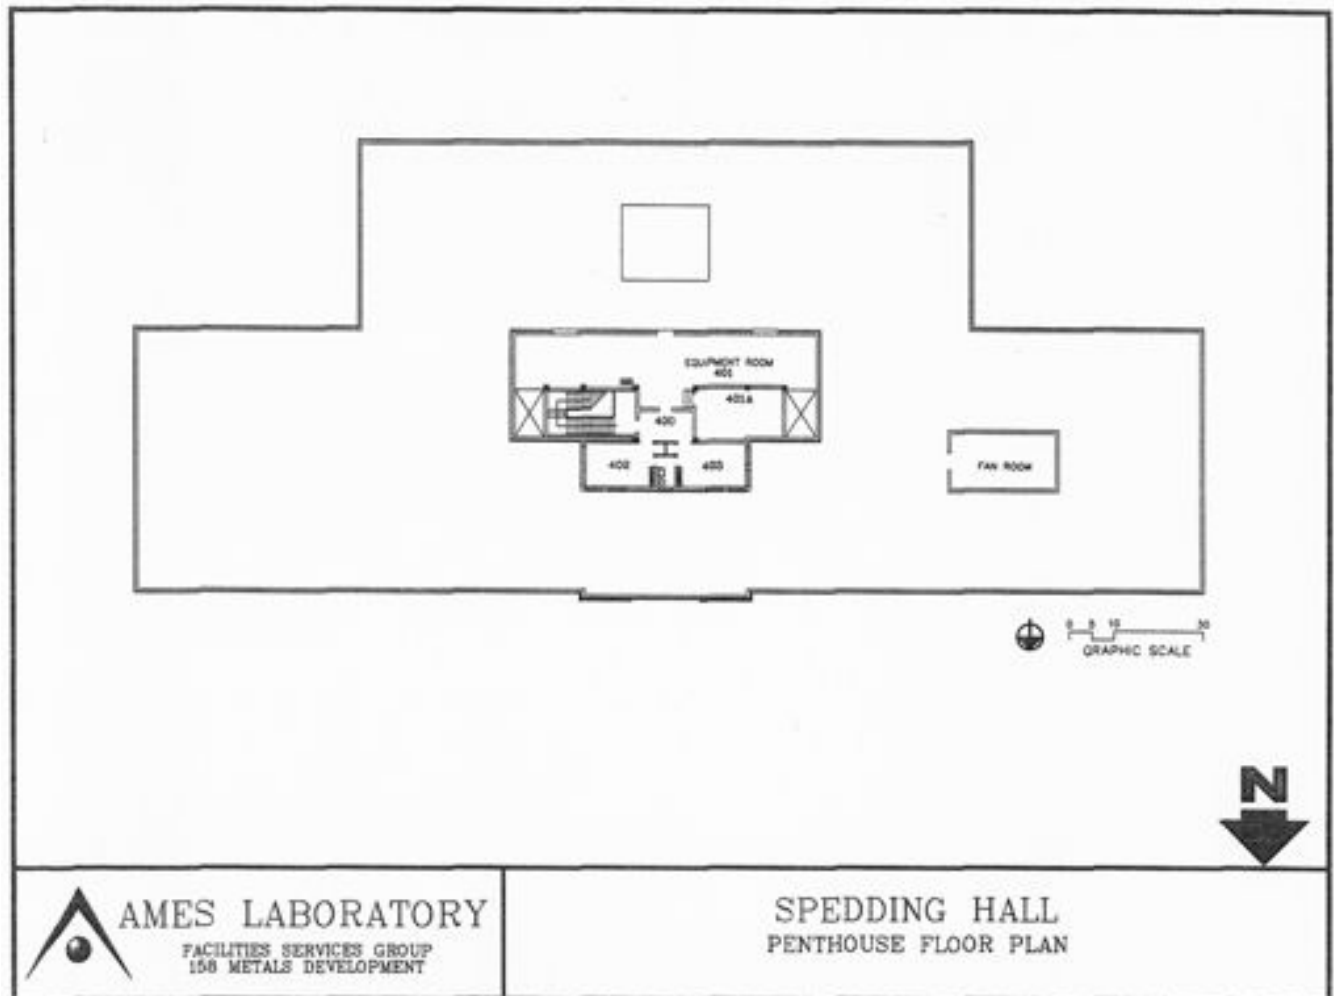 EQUIPMENT ROOM
401
401a
400
402
403
FAN ROOM
0 5 10 30
GRAPHIC SCALE
N
AMES LABORATORY
FACILITIES SERVICES GROUP
158 METALS DEVELOPMENT
SPEDDING HALL
PENTHOUSE FLOOR PLAN